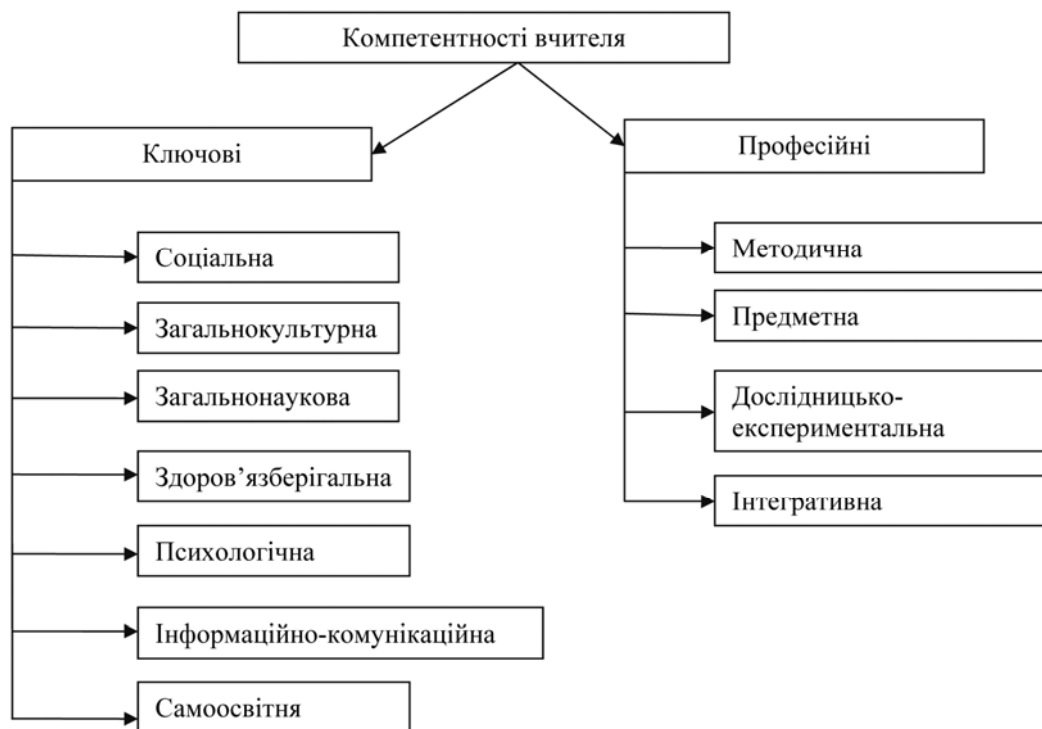 Компетентності вчителя
Ключові
Соціальна
Загальнокультурна
Загальнонаукова
Здоров’язберігальна
Психологічна
Інформаційно-комунікаційна
Самоосвітня
Професійні
Методична
Предметна
Дослідницько-
експериментальна
Інтегративна